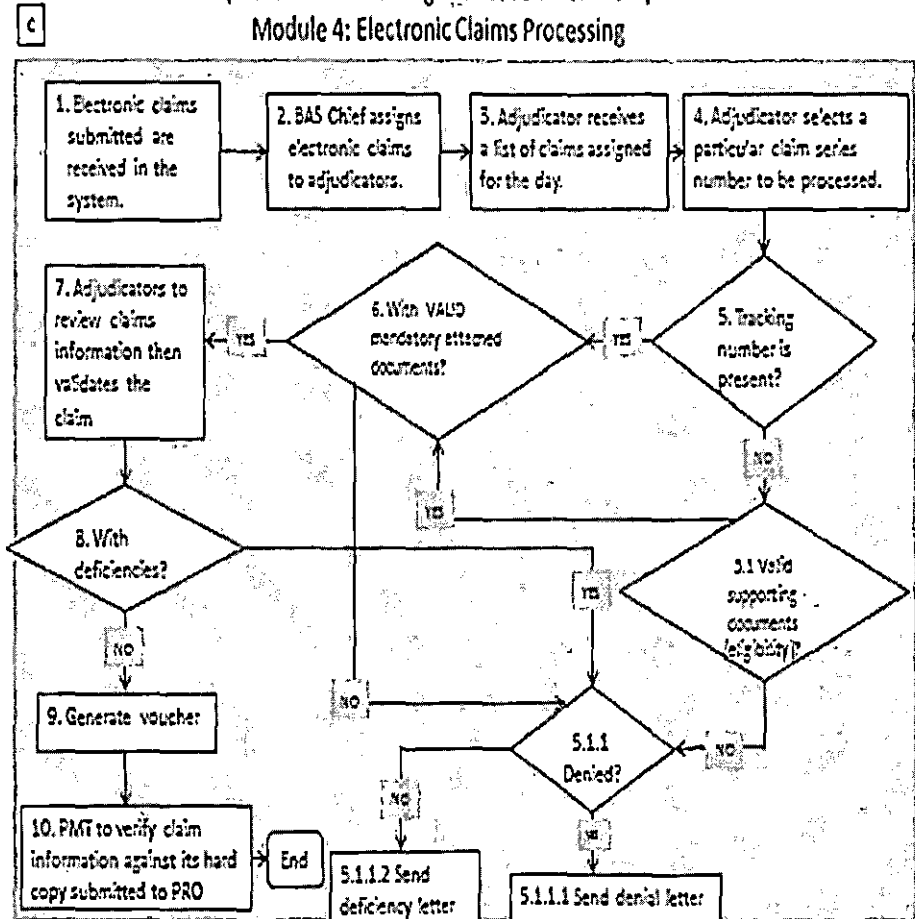 c
Module 4: Electronic Claims Processing
1. Electronic claims
submitted are
received in the
system.
2. BAS Chief assigns
electronic claims
to adjudicators.
3. Adjudicator receives
a list of claims assigned
for the day.
4. Adjudicator selects a
particular claim series
number to be processed.
5. Tracking
number is
present?
YES
6. With VALID
mandatory attached
documents?
YES
7. Adjudicators to
review claims
information then
validates the
claim
NO
YES
5.1 Valid
supporting
documents
(eligibility)?
8. With
deficiencies?
YES
NO
NO
NO
9. Generate voucher
5.1.1
Denied?
NO
YES
10. PMT to verify claim
information against its hard
copy submitted to PRO
End
5.1.1.2 Send
deficiency letter
5.1.1.1 Send denial letter